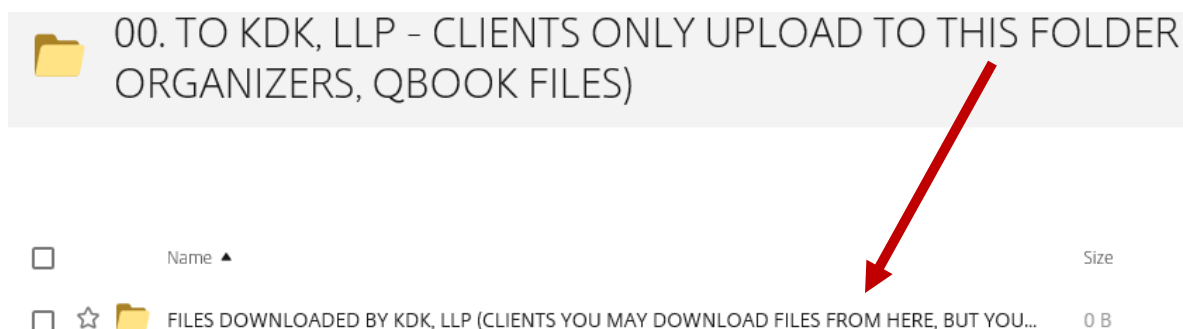 00. TO KDK, LLP – CLIENTS ONLY UPLOAD TO THIS FOLDER
ORGANIZERS, QBOOK FILES)
Name ▲ Size
FILES DOWNLOADED BY KDK, LLP (CLIENTS YOU MAY DOWNLOAD FILES FROM HERE, BUT YOU... 0 B